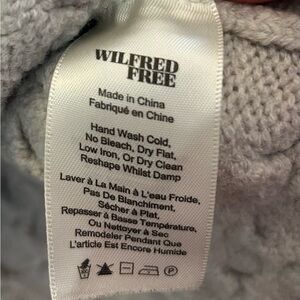 WILFRED
FREE
Made in China
Fabriqué en Chine
Hand Wash Cold,
No Bleach, Dry Flat,
Low Iron, Or Dry Clean
Reshape Whilst Damp
Laver à La Main à L'eau Froide,
Pas De Blanchiment,
Sécher à Plat,
Repasser à Basse Température,
Ou Nettoyer à Sec
Remodeler Pendant Que
L'article Est Encore Humide
P